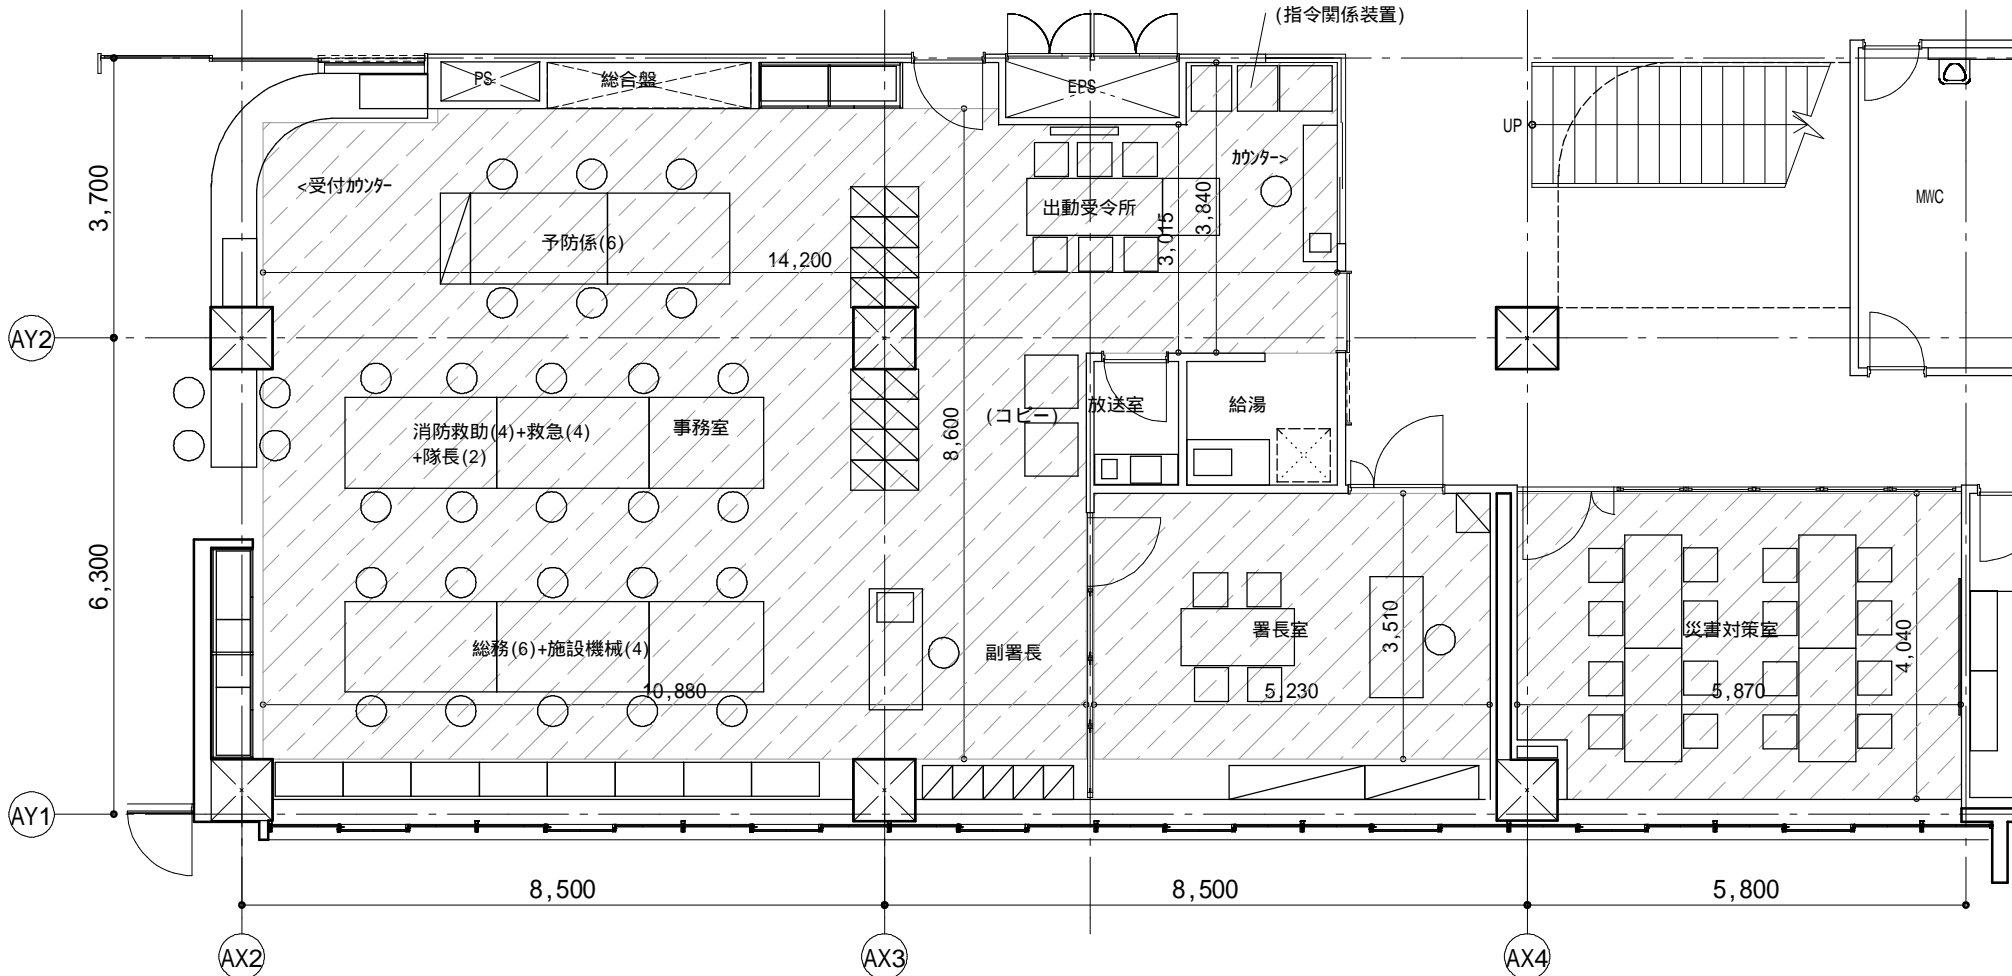 (指令関係装置)
PS
総合盤
EPS
UP
<受付カウンター
カウンター>
MWC
3,700
予防係(6)
出動受令所
3,015
3,840
14,200
AY2
消防救助(4)+救急(4)
+隊長(2)
事務室
8,600
(コピー)
放送室
給湯
6,300
総務(6)+施設機械(4)
副署長
署長室
3,510
災害対策室
4,040
10,880
5,230
5,870
AY1
8,500
8,500
5,800
AX2
AX3
AX4